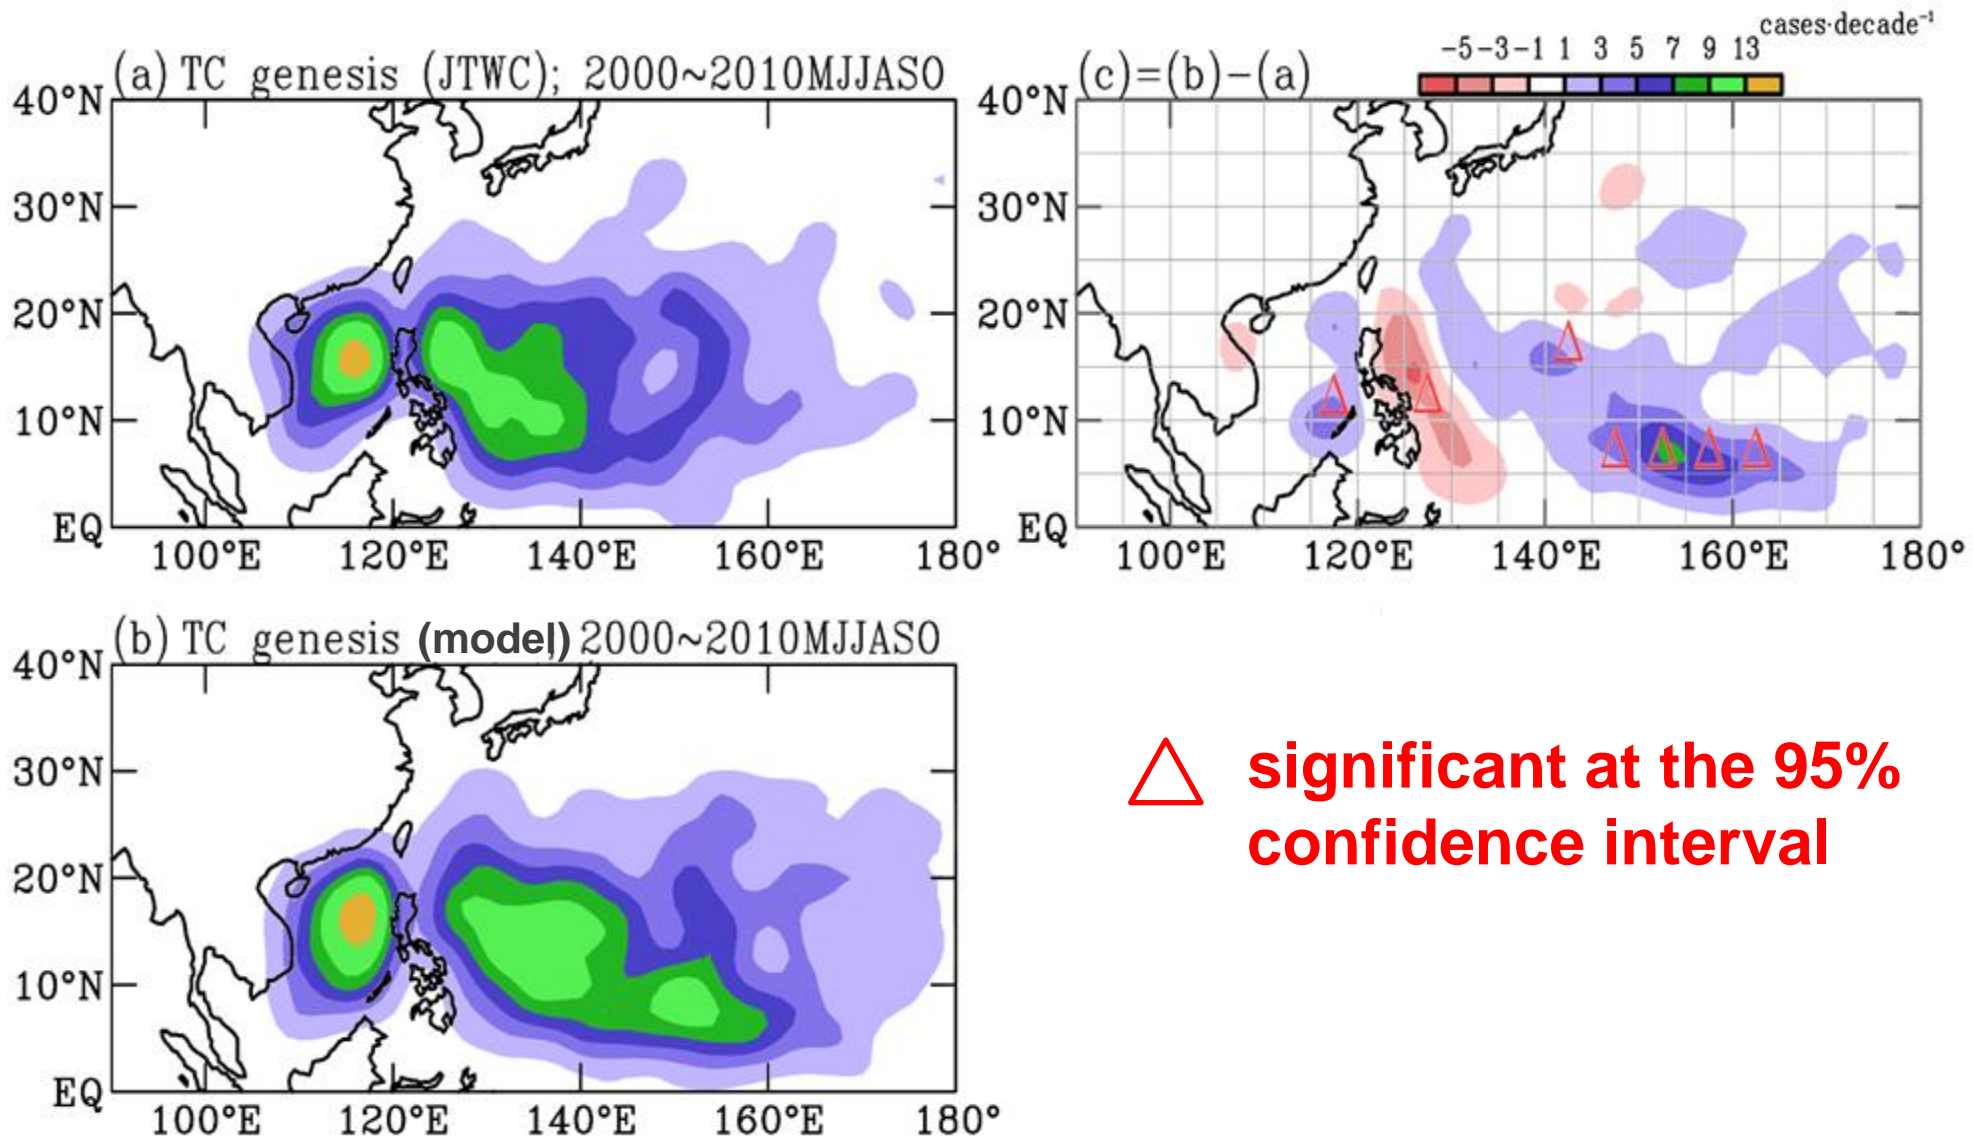 (a) TC genesis (JTWC); 2000~2010MJJASO
40°N
30°N
20°N
10°N
EQ
100°E 120°E 140°E 160°E 180°
cases·decade⁻¹
-5 -3 -1 1 3 5 7 9 13
(c)=(b)-(a)
40°N
30°N
20°N
10°N
EQ
100°E 120°E 140°E 160°E 180°
(b) TC genesis (model) 2000~2010MJJASO
40°N
30°N
20°N
10°N
EQ
100°E 120°E 140°E 160°E 180°
significant at the 95%
confidence interval